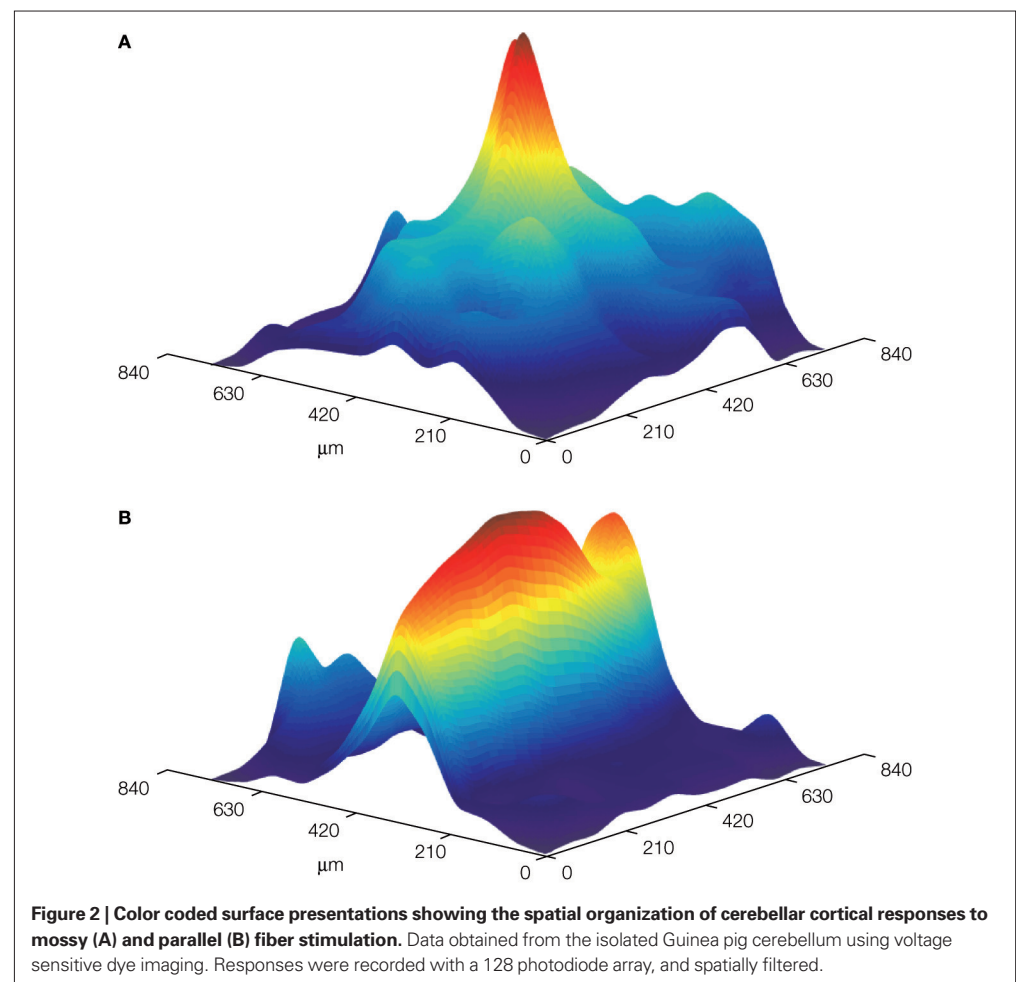 A
840
630
420
210
0
μm
0
210
420
630
840
B
840
630
420
210
0
μm
0
210
420
630
840
Figure 2 | Color coded surface presentations showing the spatial organization of cerebellar cortical responses to
mossy (A) and parallel (B) fiber stimulation. Data obtained from the isolated Guinea pig cerebellum using voltage
sensitive dye imaging. Responses were recorded with a 128 photodiode array, and spatially filtered.